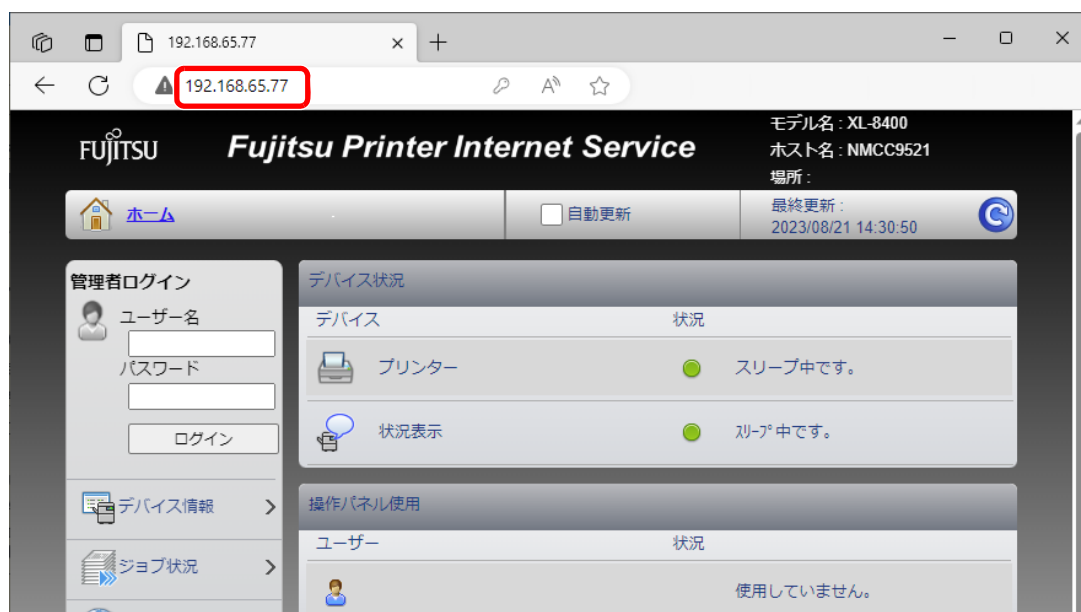 192.168.65.77
192.168.65.77
FUJITSU
Fujitsu Printer Internet Service
モデル名 : XL-8400
ホスト名 : NMCC9521
場所 :
ホーム
自動更新
最終更新 :
2023/08/21 14:30:50
管理者ログイン
ユーザー名
パスワード
ログイン
デバイス情報
ジョブ状況
デバイス状況
デバイス 状況
プリンター スリープ中です。
状況表示 ｽﾘｰﾌﾟ中です。
操作パネル使用
ユーザー 状況
使用していません。